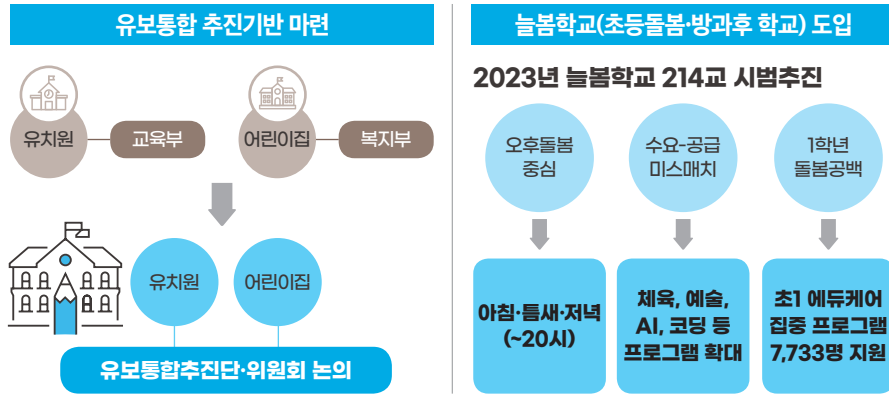 유보통합 추진기반 마련
유치원
교육부
어린이집
복지부
유치원
어린이집
유보통합추진단·위원회 논의
늘봄학교(초등돌봄·방과후 학교) 도입
2023년 늘봄학교 214교 시범추진
오후돌봄
중심
수요-공급
미스매치
1학년
돌봄공백
아침·틈새·저녁
(~20시)
체육, 예술,
AI, 코딩 등
프로그램 확대
초1 에듀케어
집중 프로그램
7,733명 지원